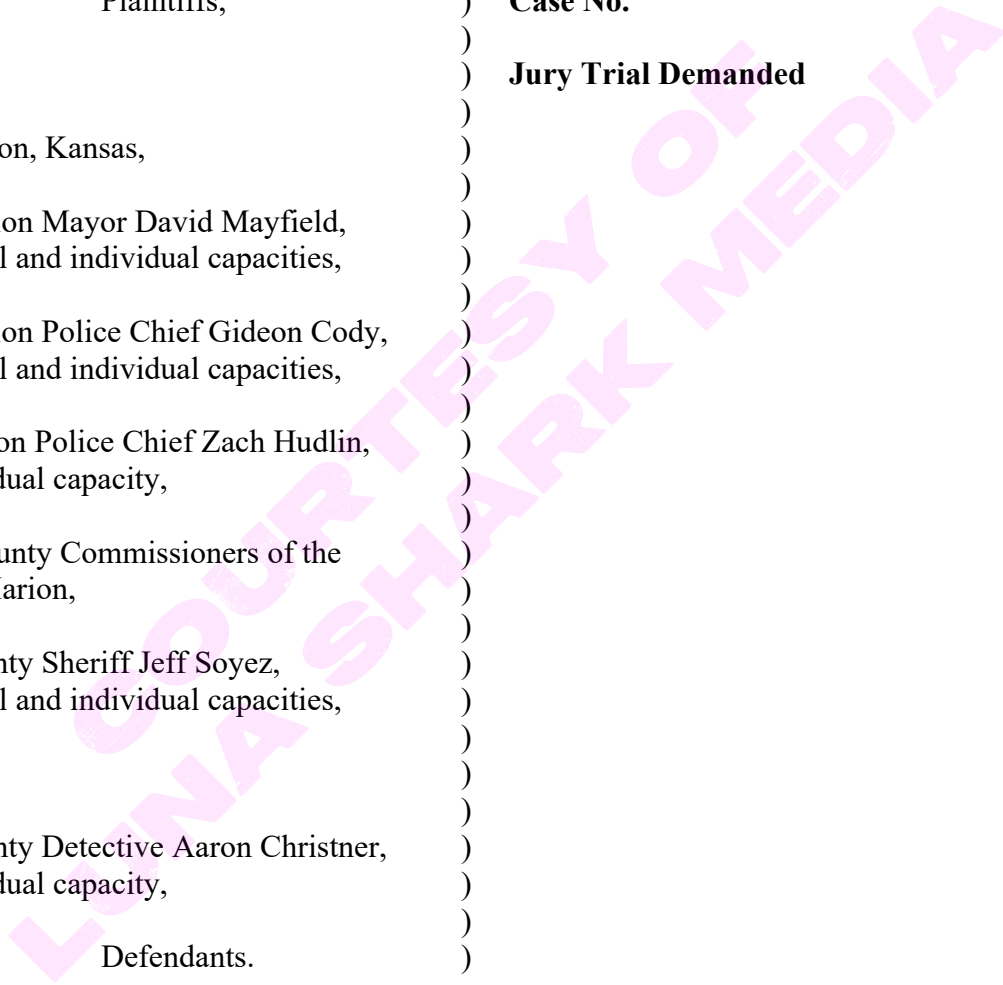 Plaintiffs, ) Case No.
)
) Jury Trial Demanded
)
on, Kansas, )
)
ion Mayor David Mayfield, )
l and individual capacities, )
)
ion Police Chief Gideon Cody, )
l and individual capacities, )
)
on Police Chief Zach Hudlin, )
dual capacity, )
)
unty Commissioners of the )
arion, )
)
nty Sheriff Jeff Soyez, )
l and individual capacities, )
)
)
)
nty Detective Aaron Christner, )
dual capacity, )
)
Defendants. )
COURTESY OF
LUNA SHARK MEDIA